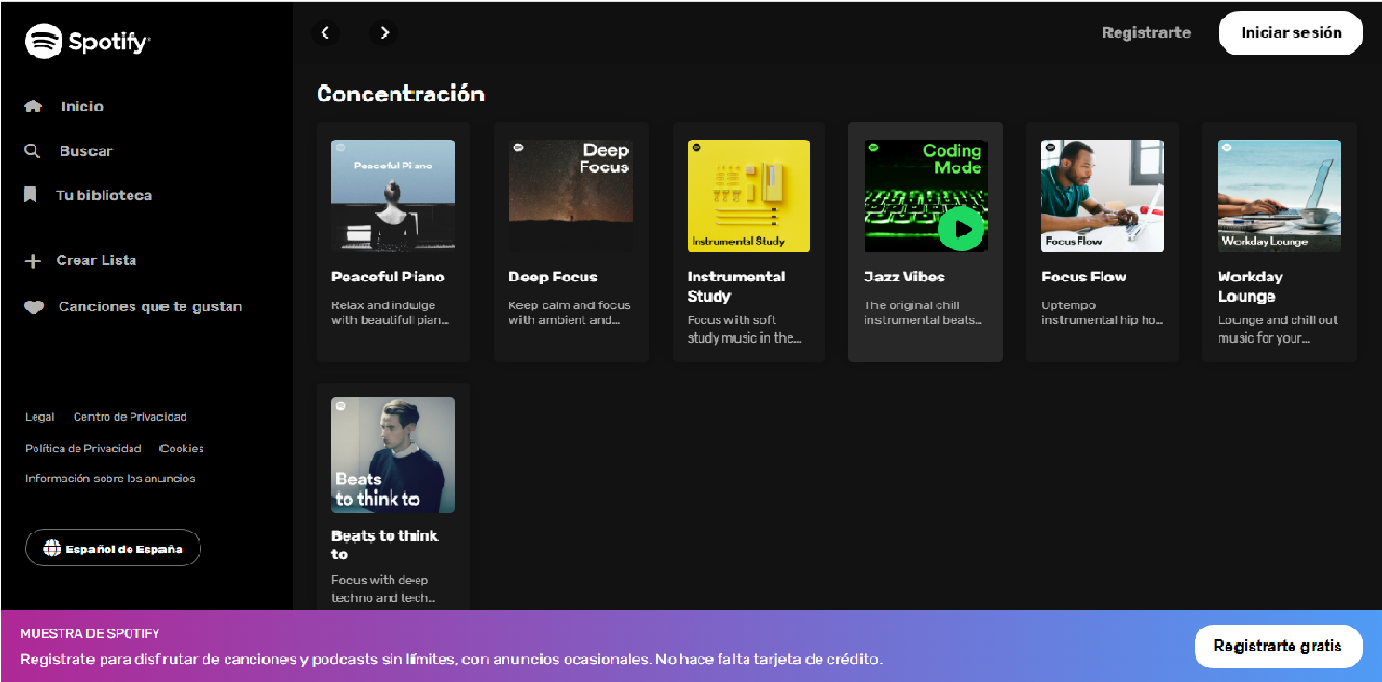 Spotify
Registrarte
Iniciar sesión
Inicio
Buscar
Tu biblioteca
Crear Lista
Canciones que te gustan
Legal
Centro de Privacidad
Política de Privacidad
Cookies
Información sobre los anuncios
Español de España
Concentración
Peaceful Piano
Peaceful Piano
Relax and indulge
with beautifull pian...
Deep
Focus
Deep Focus
Keep calm and focus
with ambient and...
Instrumental Study
Instrumental
Study
Focus with soft
study music in the...
Coding
Mode
Jazz Vibes
The original chill
instrumental beats...
Focus Flow
Focus Flow
Uptempo
instrumental hip ho...
Workday Lounge
Workday
Lounge
Lounge and chill out
music for your...
Beats
to think to
Beats to think
to
Focus with deep
techno and tech...
MUESTRA DE SPOTIFY
Registrate para disfrutar de canciones y podcasts sin límites, con anuncios ocasionales. No hace falta tarjeta de crédito.
Registrarte gratis